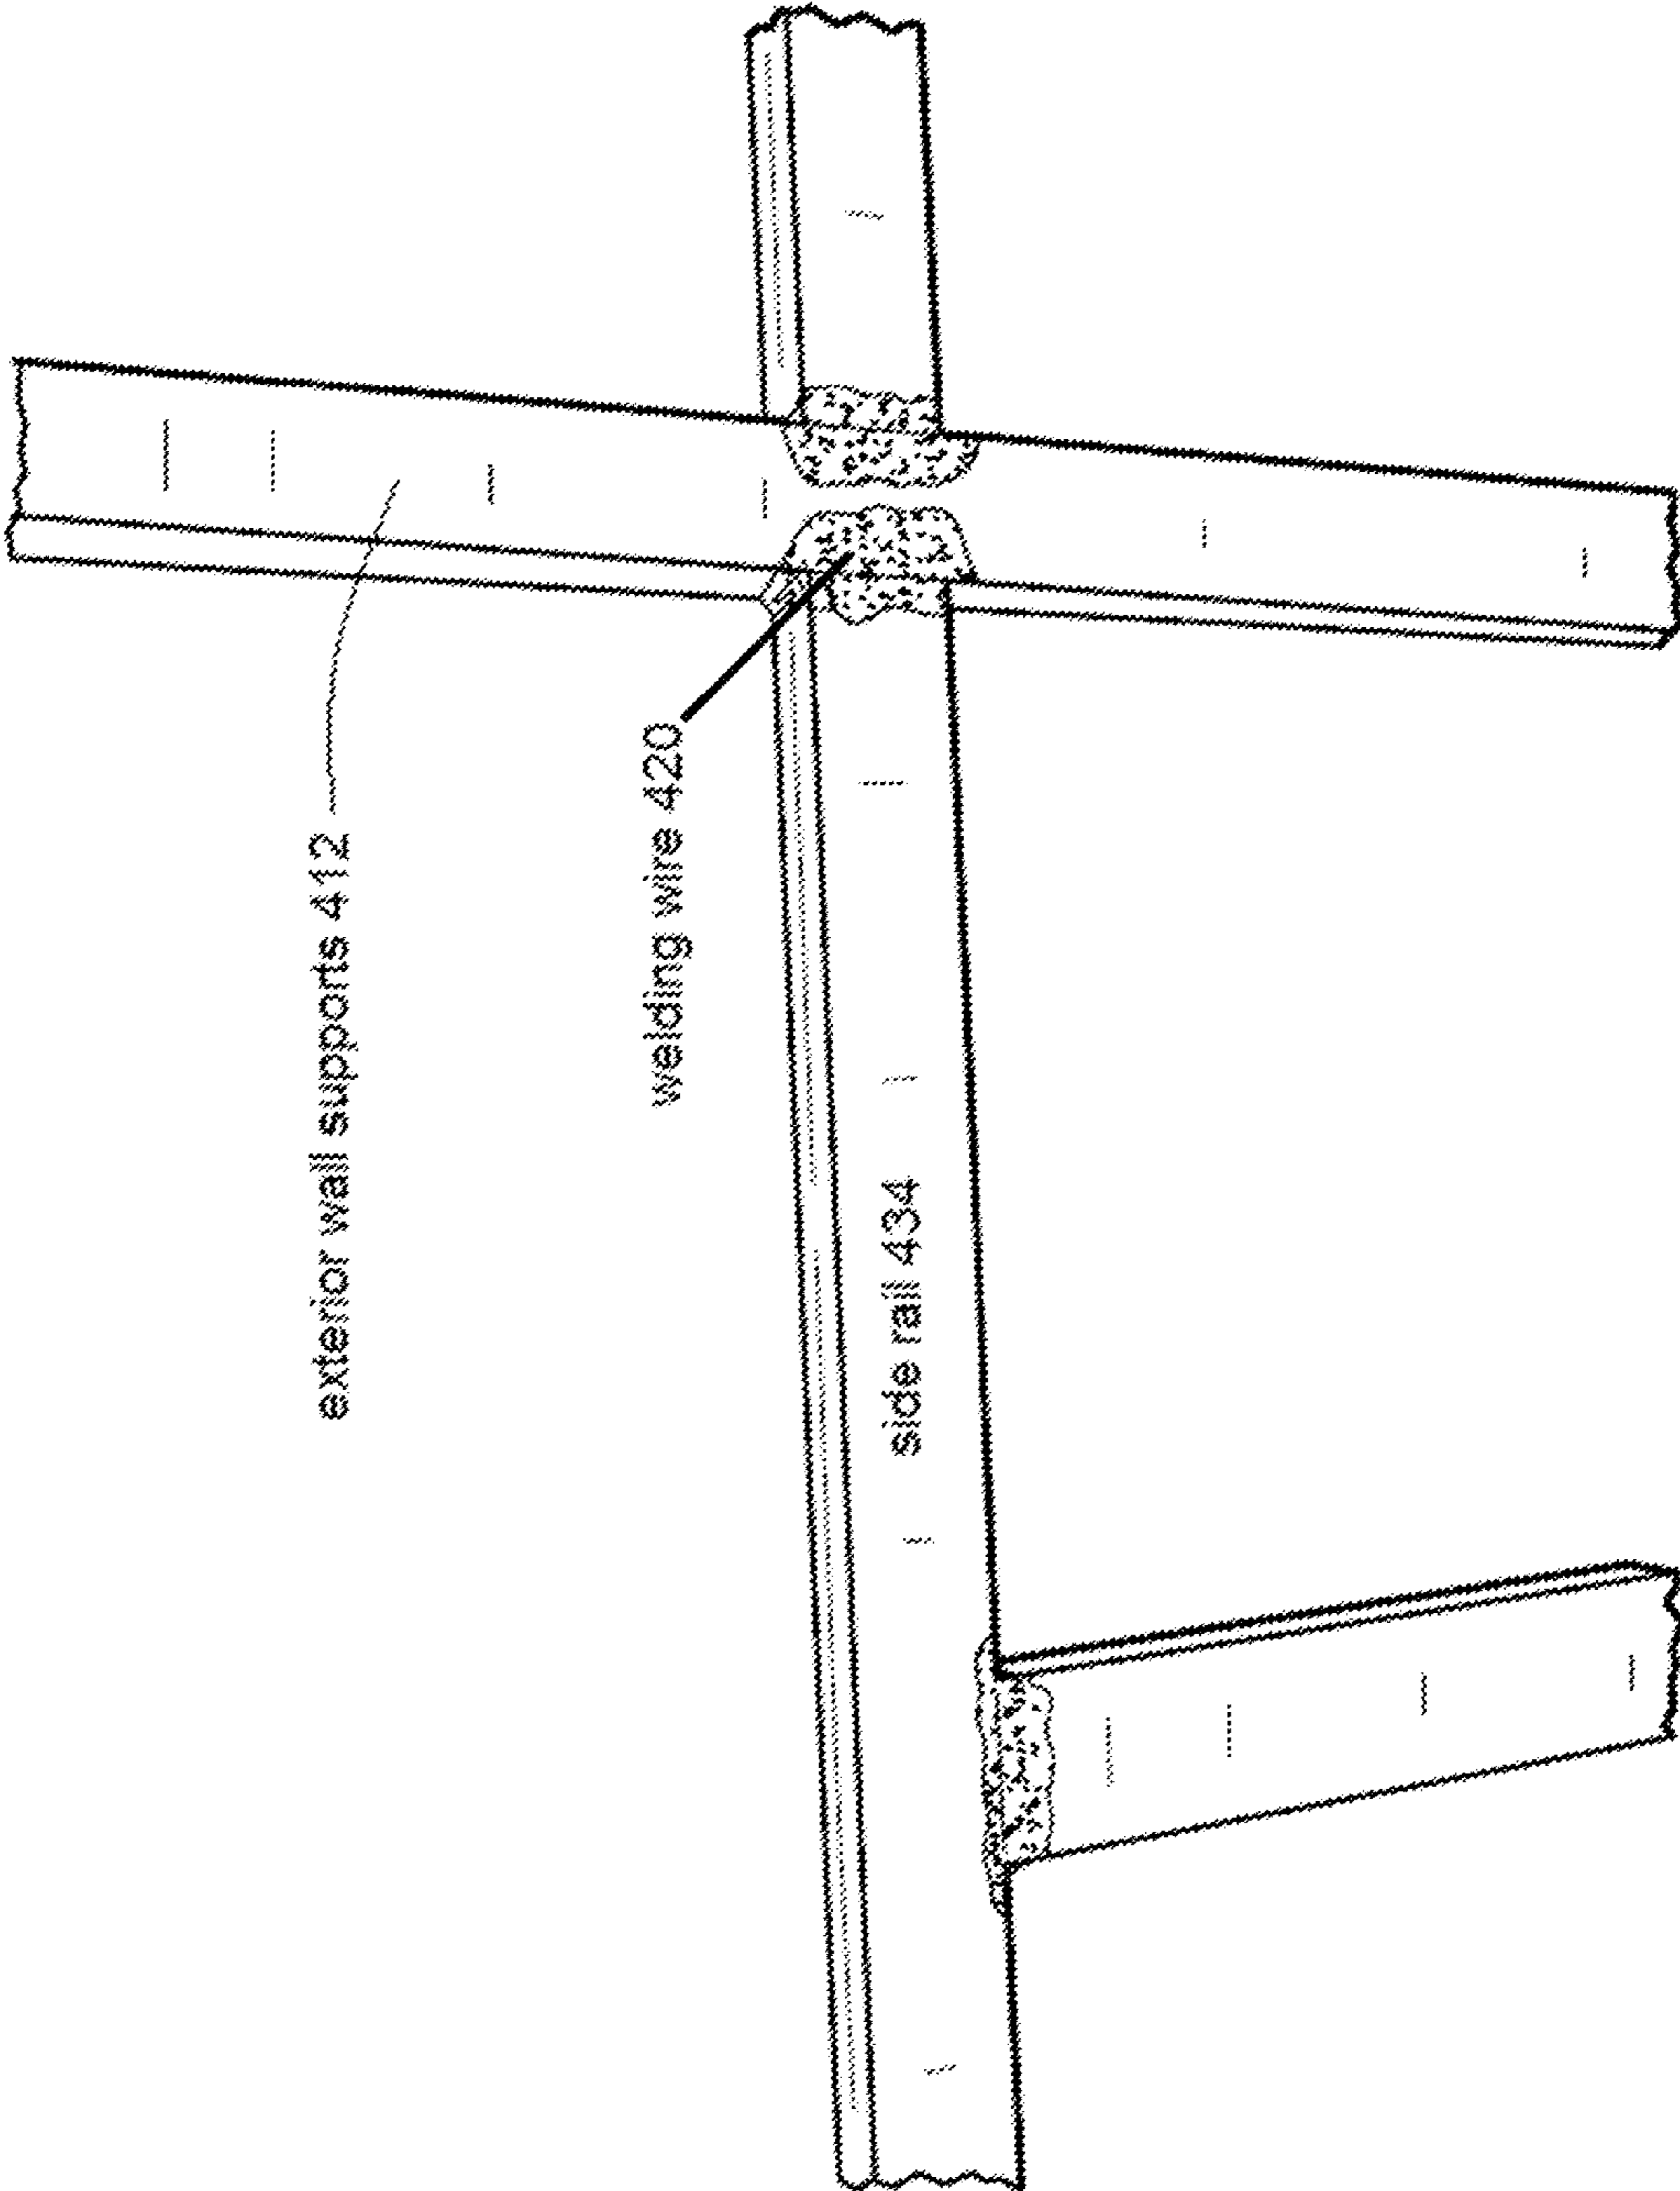 exterior wall supports 412
welding wire 420
side rail 434